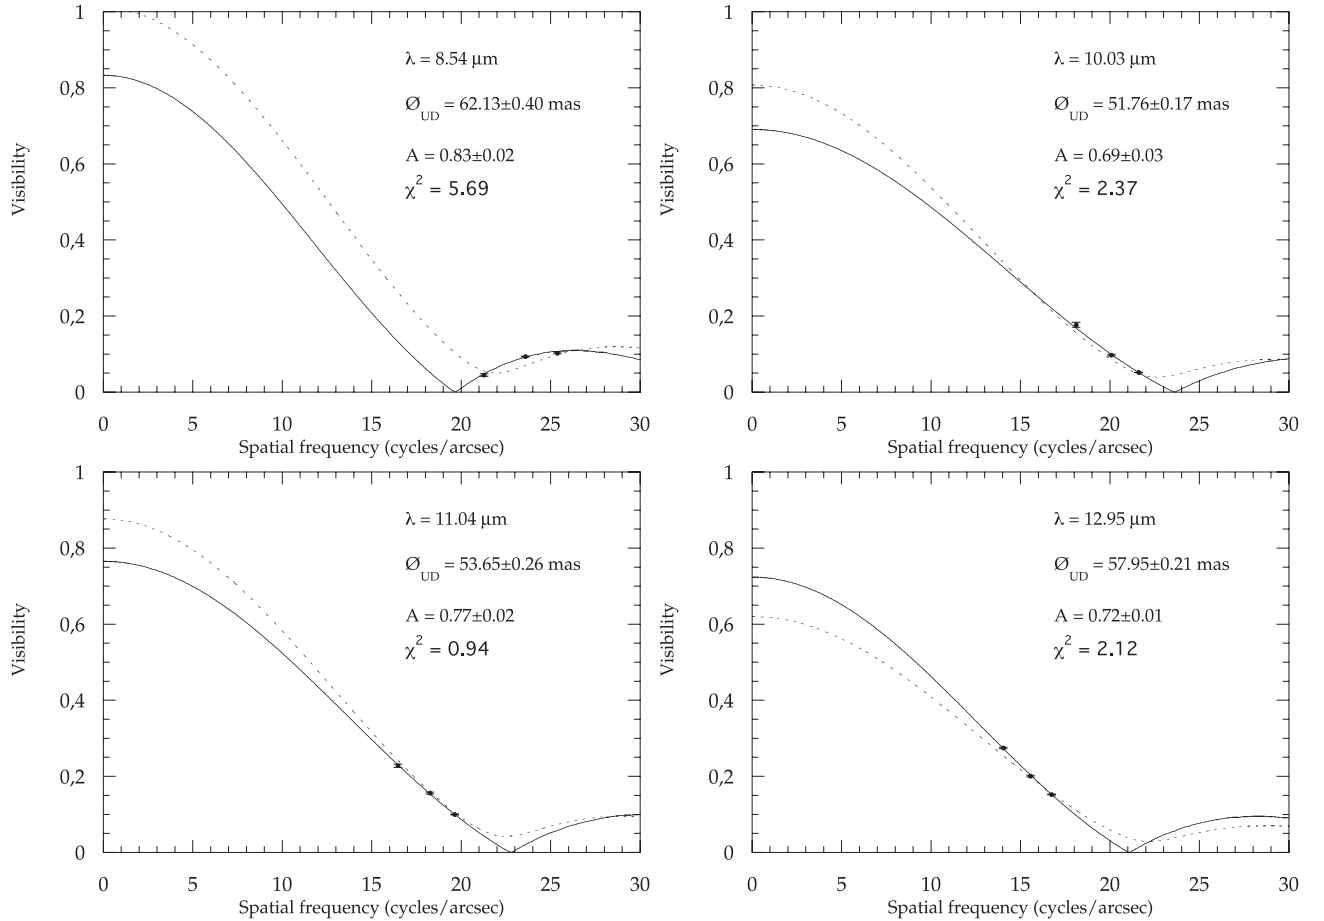 1
0,8
0,6
0,4
0,2
0
Visibility
λ = 8.54 µm
Ø_UD = 62.13±0.40 mas
A = 0.83±0.02
χ² = 5.69
0 5 10 15 20 25 30
Spatial frequency (cycles/arcsec)
1
0,8
0,6
0,4
0,2
0
Visibility
λ = 10.03 µm
Ø_UD = 51.76±0.17 mas
A = 0.69±0.03
χ² = 2.37
0 5 10 15 20 25 30
Spatial frequency (cycles/arcsec)
1
0,8
0,6
0,4
0,2
0
Visibility
λ = 11.04 µm
Ø_UD = 53.65±0.26 mas
A = 0.77±0.02
χ² = 0.94
0 5 10 15 20 25 30
Spatial frequency (cycles/arcsec)
1
0,8
0,6
0,4
0,2
0
Visibility
λ = 12.95 µm
Ø_UD = 57.95±0.21 mas
A = 0.72±0.01
χ² = 2.12
0 5 10 15 20 25 30
Spatial frequency (cycles/arcsec)